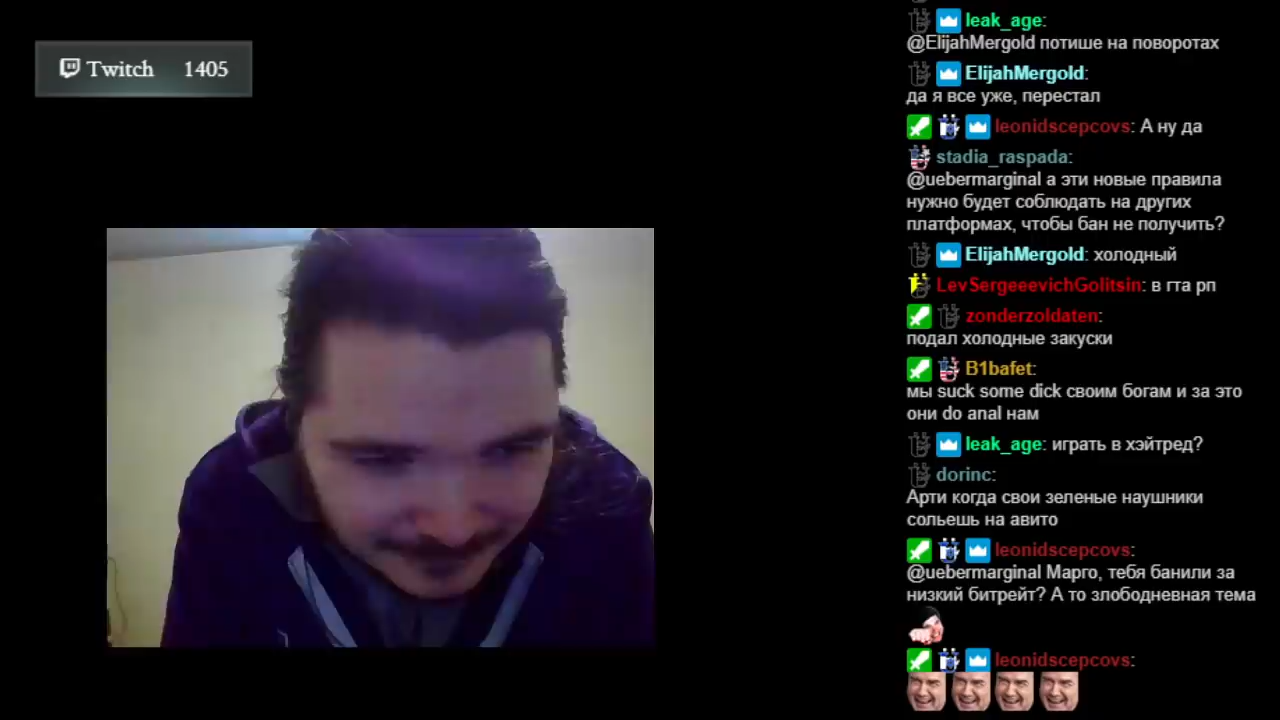 Twitch 1405
leak_age:
@ElijahMergold потише на поворотах
ElijahMergold:
да я все уже, перестал
leonidscepcovs: А ну да
stadia_raspada:
@uebermarginal а эти новые правила
нужно будет соблюдать на других
платформах, чтобы бан не получить?
ElijahMergold: холодный
LevSergeeevichGolitsin: в гта рп
zonderzoldaten:
подал холодные закуски
B1bafet:
мы suck some dick своим богам и за это
они do anal нам
leak_age: играть в хэйтред?
dorinc:
Арти когда свои зеленые наушники
сольешь на авито
leonidscepcovs:
@uebermarginal Марго, тебя банили за
низкий битрейт? А то злободневная тема
leonidscepcovs: